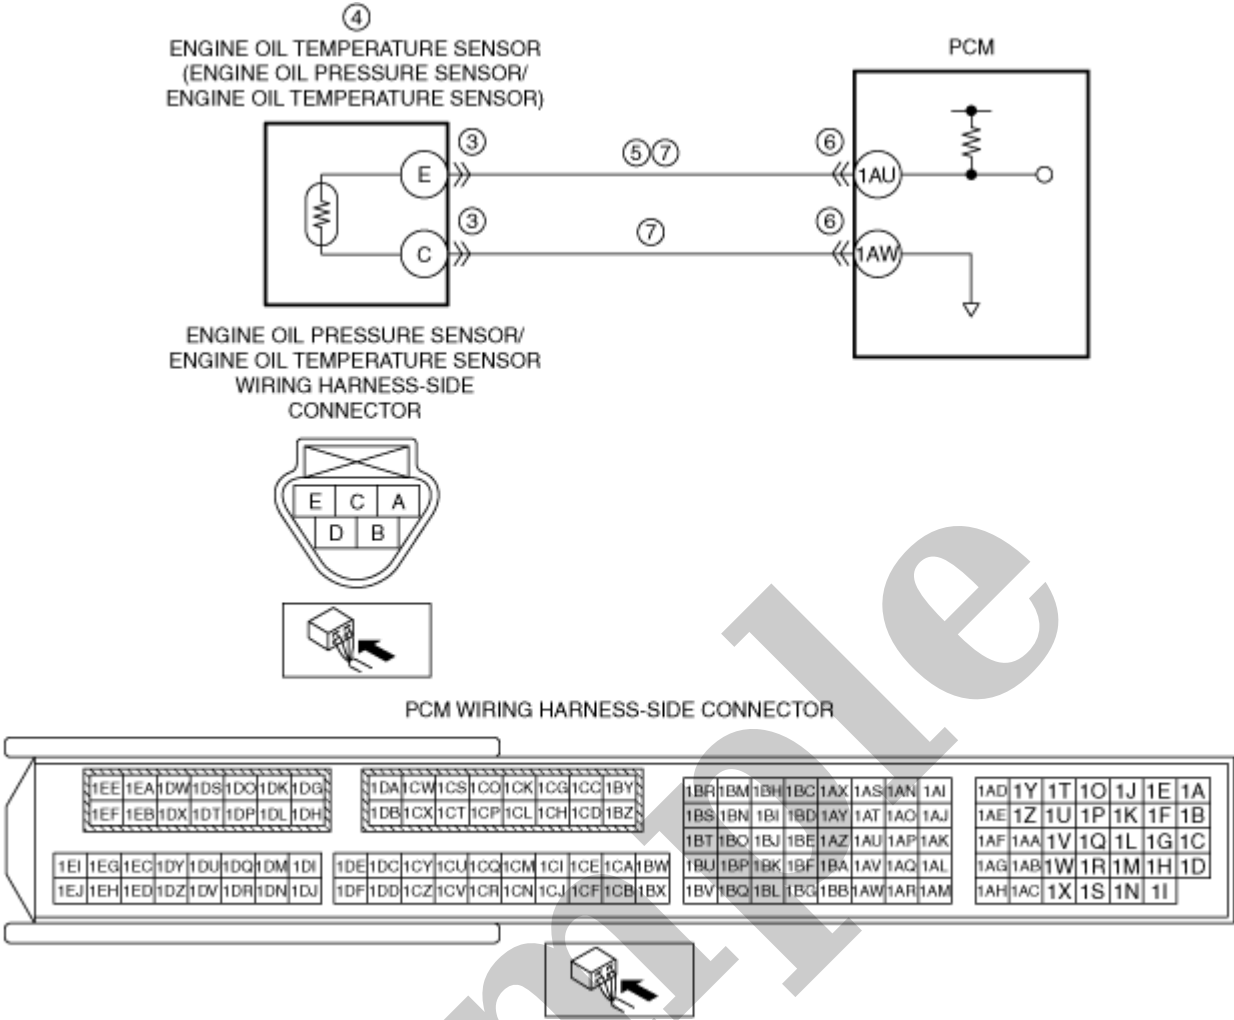 ④
ENGINE OIL TEMPERATURE SENSOR
(ENGINE OIL PRESSURE SENSOR/
ENGINE OIL TEMPERATURE SENSOR)
PCM
③ ⑤⑦ ⑥
E 1AU
③ ⑦ ⑥
C 1AW
ENGINE OIL PRESSURE SENSOR/
ENGINE OIL TEMPERATURE SENSOR
WIRING HARNESS-SIDE
CONNECTOR
E C A
D B
PCM WIRING HARNESS-SIDE CONNECTOR
1EE 1EA 1DW 1DS 1DO 1DK 1DG 1DA 1CW 1CS 1CO 1CK 1CG 1CC 1BY 1BR 1BM 1BH 1BC 1AX 1AS 1AN 1AI 1AD 1Y 1T 1O 1J 1E 1A
1EF 1EB 1DX 1DT 1DP 1DL 1DH 1DB 1CX 1CT 1CP 1CL 1CH 1CD 1BZ 1BS 1BN 1BI 1BD 1AY 1AT 1AO 1AJ 1AE 1Z 1U 1P 1K 1F 1B
1BT 1BO 1BJ 1BE 1AZ 1AU 1AP 1AK 1AF 1AA 1V 1Q 1L 1G 1C
1EI 1EG 1EC 1DY 1DU 1DQ 1DM 1DI 1DE 1DC 1CY 1CU 1CQ 1CM 1CI 1CE 1CA 1BW 1BU 1BP 1BK 1BF 1BA 1AV 1AQ 1AL 1AG 1AB 1W 1R 1M 1H 1D
1EJ 1EH 1ED 1DZ 1DV 1DR 1DN 1DJ 1DF 1DD 1CZ 1CV 1CR 1CN 1CJ 1CF 1CB 1BX 1BV 1BQ 1BL 1BG 1BB 1AW 1AR 1AM 1AH 1AC 1X 1S 1N 1I
mple